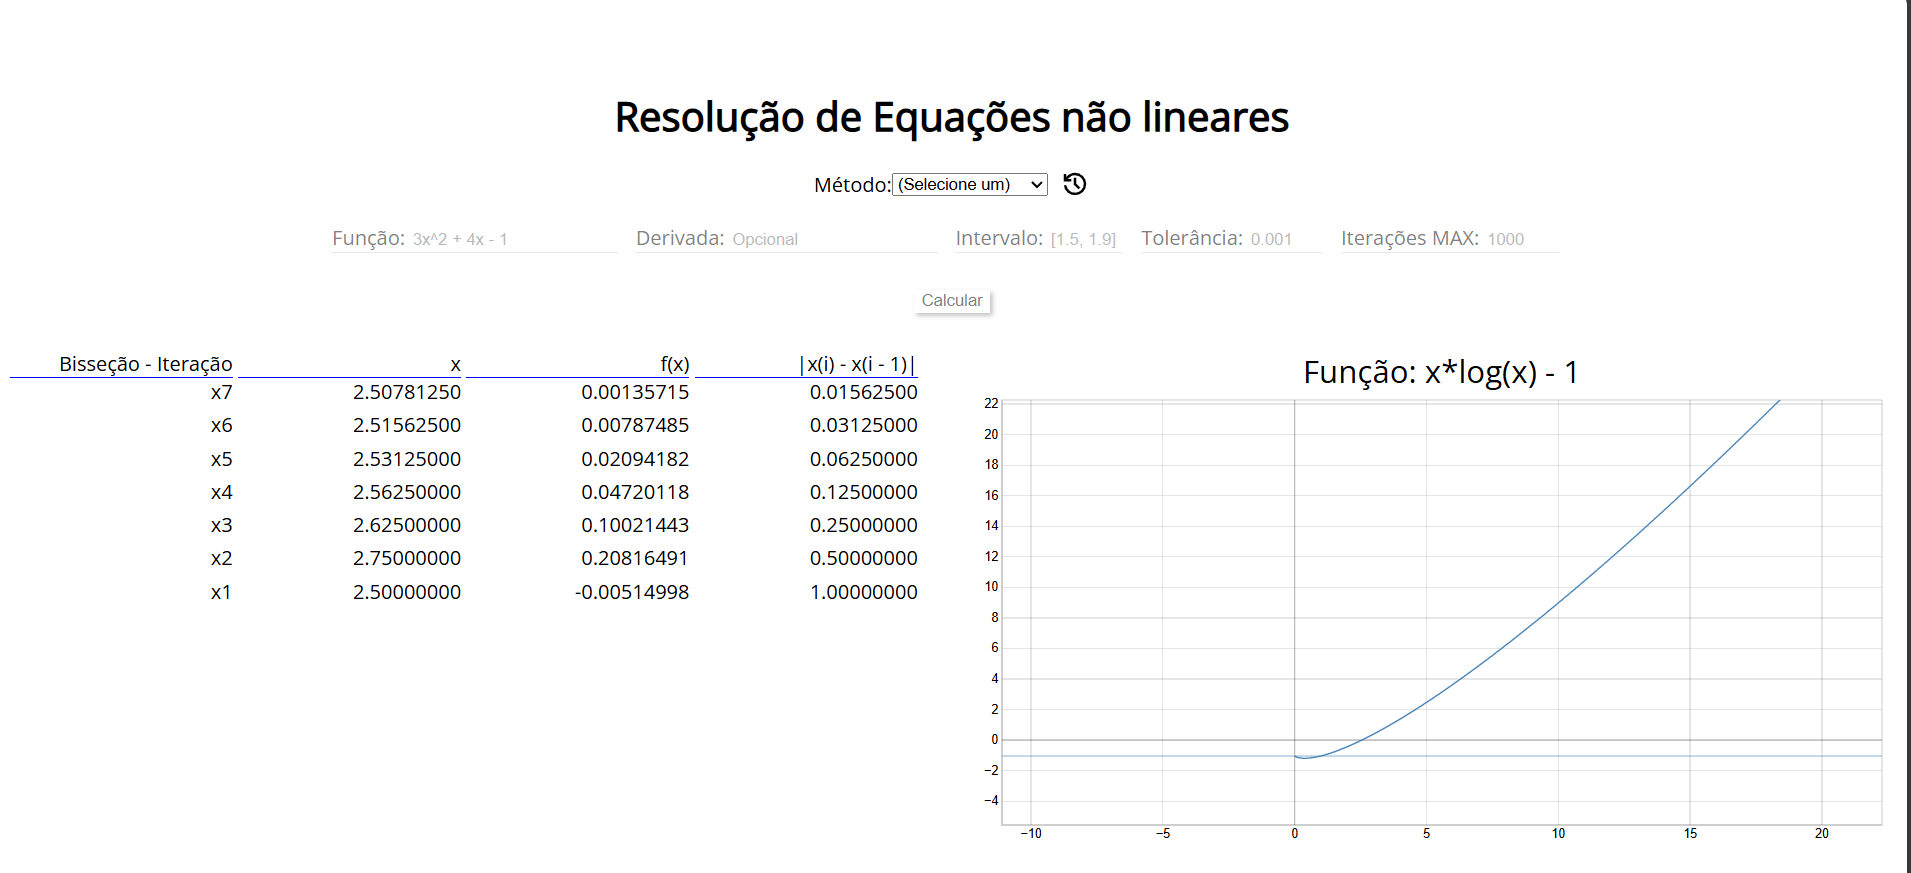 Resolução de Equações não lineares
Método: (Selecione um)
Função: 3x^2 + 4x - 1 Derivada: Opcional Intervalo: [1.5, 1.9] Tolerância: 0.001 Iterações MAX: 1000
Calcular
Bisseção - Iteração x f(x) |x(i) - x(i - 1)|
x7 2.50781250 0.00135715 0.01562500
x6 2.51562500 0.00787485 0.03125000
x5 2.53125000 0.02094182 0.06250000
x4 2.56250000 0.04720118 0.12500000
x3 2.62500000 0.10021443 0.25000000
x2 2.75000000 0.20816491 0.50000000
x1 2.50000000 -0.00514998 1.00000000
Função: x*log(x) - 1
22
20
18
16
14
12
10
8
6
4
2
0
−2
−4
−10 −5 0 5 10 15 20